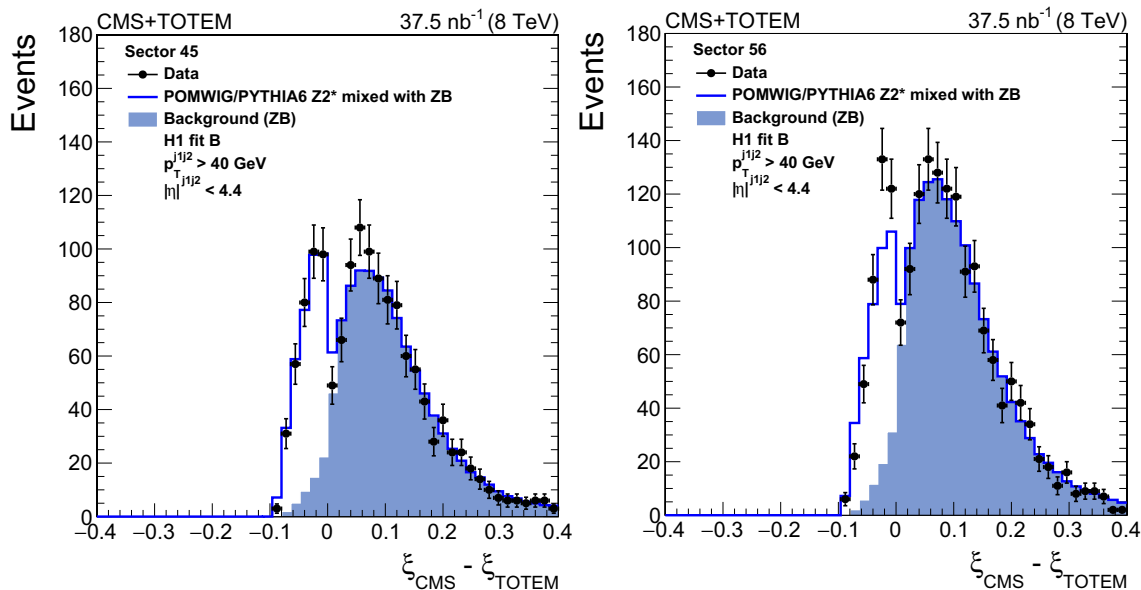 CMS+TOTEM 37.5 nb⁻¹ (8 TeV)
Events
180
160
140
120
100
80
60
40
20
0
Sector 45
Data
POMWIG/PYTHIA6 Z2* mixed with ZB
Background (ZB)
H1 fit B
p_T^{j1j2} > 40 GeV
|η|^{j1j2} < 4.4
−0.4 −0.3 −0.2 −0.1 0 0.1 0.2 0.3 0.4
ξ_CMS - ξ_TOTEM
CMS+TOTEM 37.5 nb⁻¹ (8 TeV)
Events
180
160
140
120
100
80
60
40
20
0
Sector 56
Data
POMWIG/PYTHIA6 Z2* mixed with ZB
Background (ZB)
H1 fit B
p_T^{j1j2} > 40 GeV
|η|^{j1j2} < 4.4
−0.4 −0.3 −0.2 −0.1 0 0.1 0.2 0.3 0.4
ξ_CMS - ξ_TOTEM